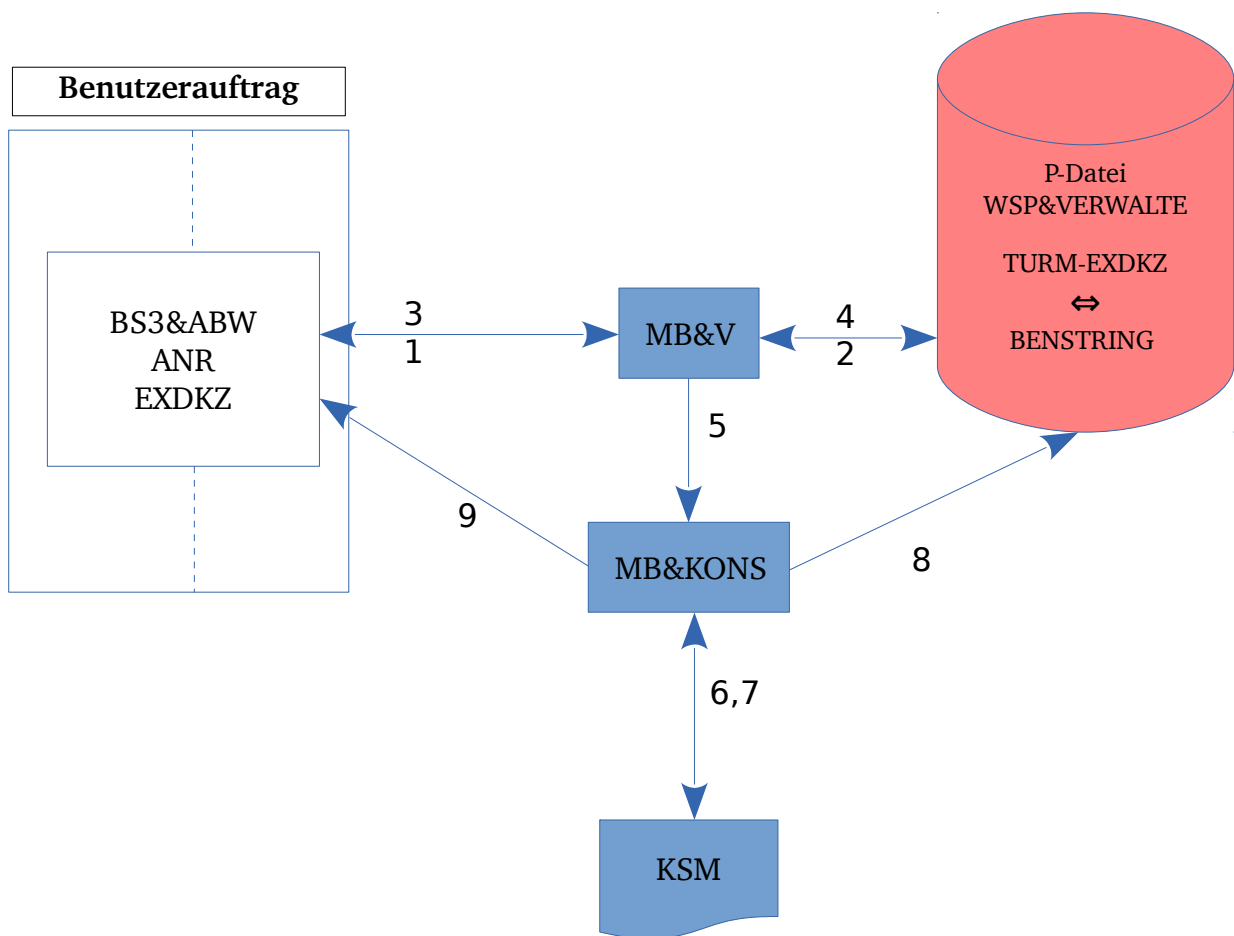 Benutzerauftrag
BS3&ABW
ANR
EXDKZ
3
1
MB&V
4
2
P-Datei
WSP&VERWALTE
TURM-EXDKZ
⇔
BENSTRING
5
9
MB&KONS
8
6,7
KSM